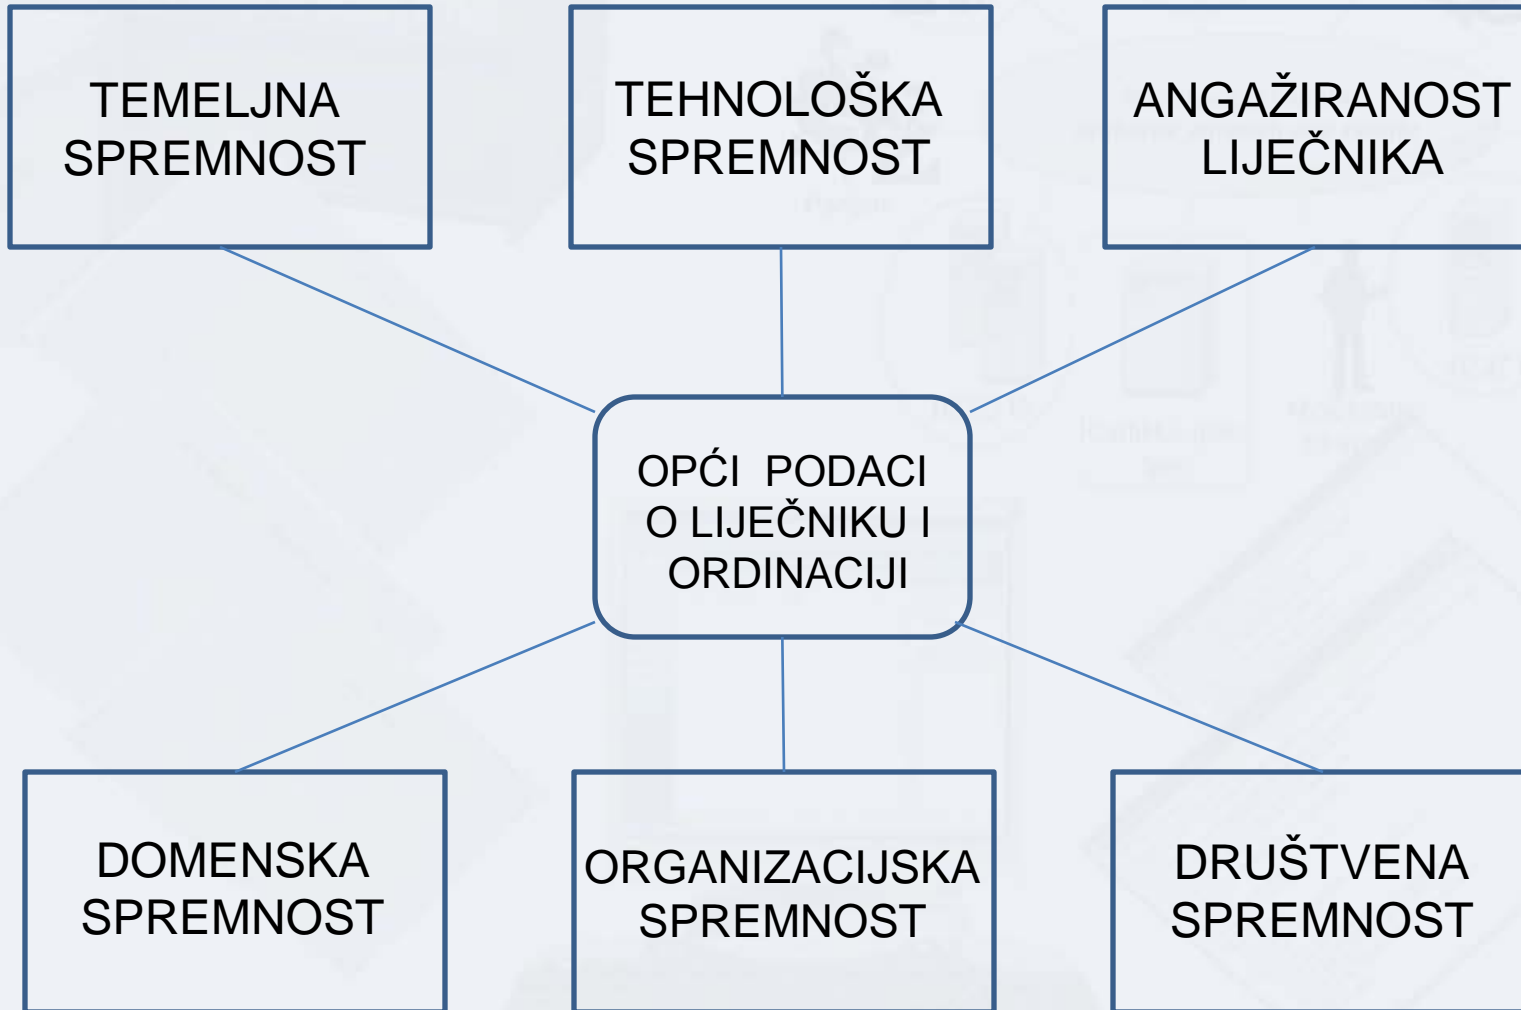 TEMELJNA
SPREMNOST
TEHNOLOŠKA
SPREMNOST
ANGAŽIRANOST
LIJEČNIKA
OPĆI PODACI
O LIJEČNIKU I
ORDINACIJI
DOMENSKA
SPREMNOST
ORGANIZACIJSKA
SPREMNOST
DRUŠTVENA
SPREMNOST